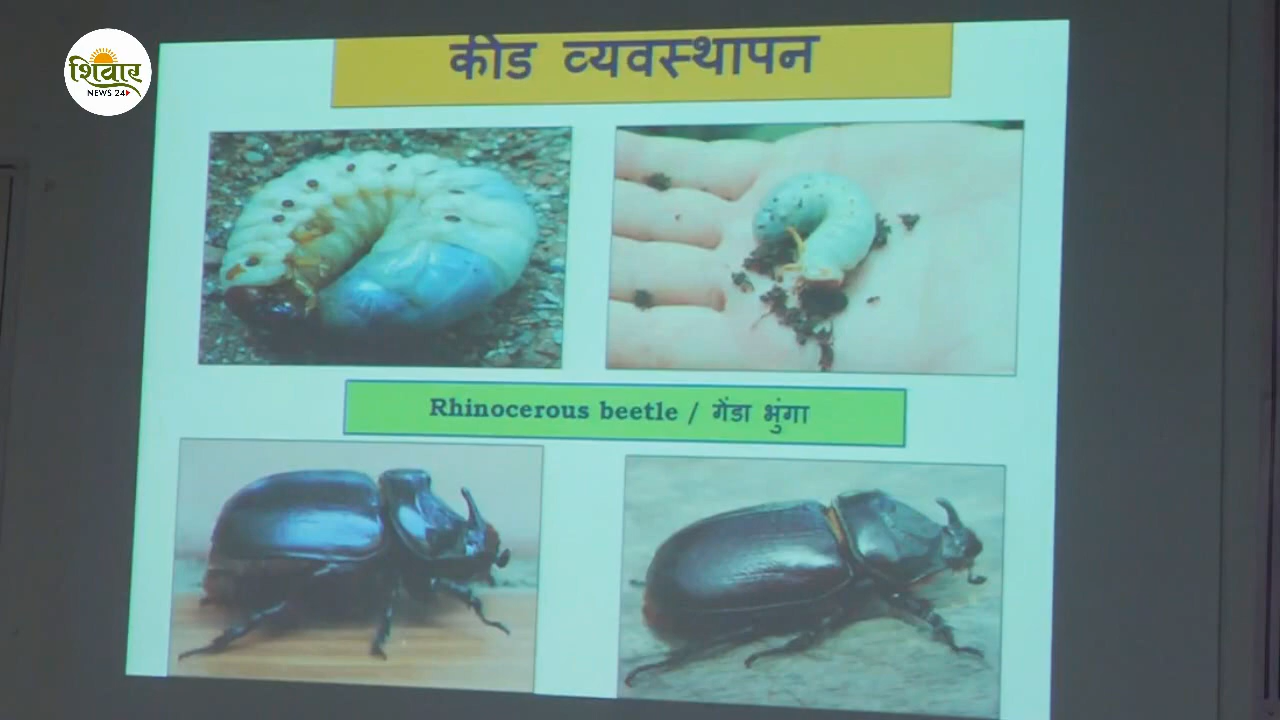 शिवार
NEWS 24
कीड व्यवस्थापन
Rhinocerous beetle / गेंडा भुंगा